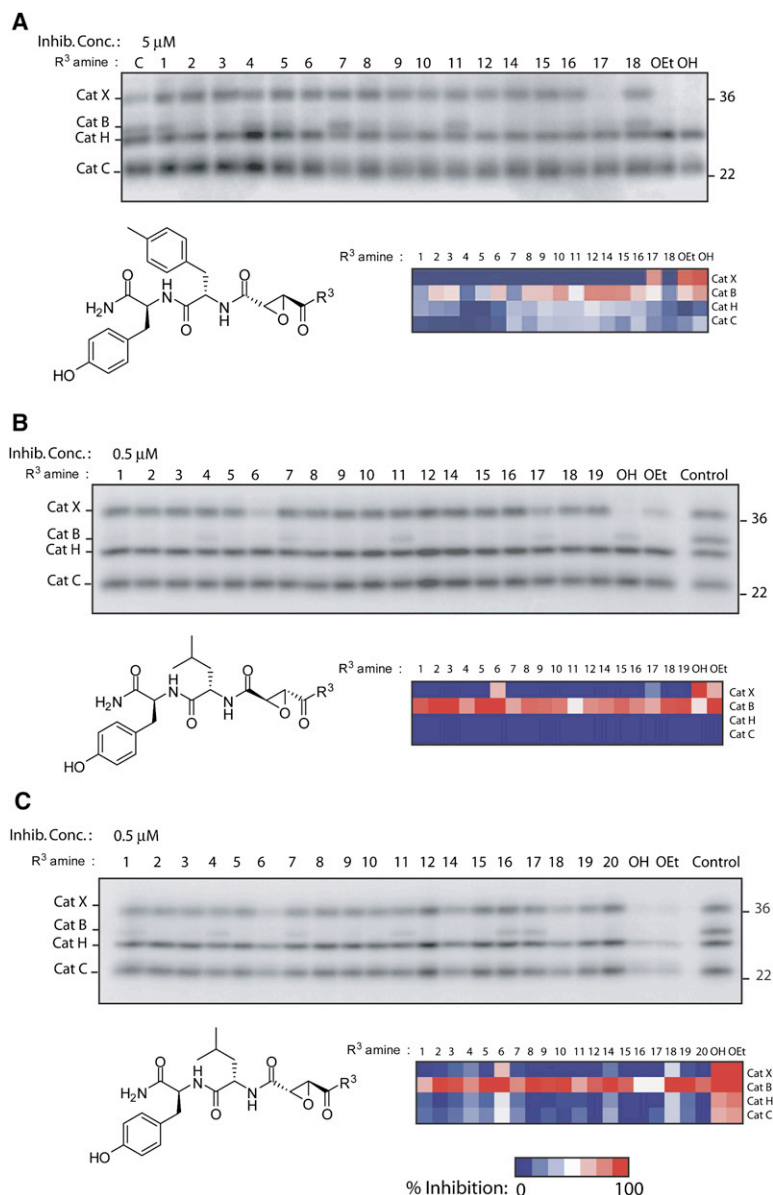 A
Inhib. Conc.: 5 µM
R³ amine : C 1 2 3 4 5 6 7 8 9 10 11 12 14 15 16 17 18 OEt OH
Cat X
36
Cat B
Cat H
Cat C
22
R³ amine : 1 2 3 4 5 6 7 8 9 10 11 12 14 15 16 17 18 OEt OH
Cat X
Cat B
Cat H
Cat C
O
H₂N
H
N
O
N
H
O
O
R³
O
HO
B
Inhib. Conc.: 0.5 µM
R³ amine : 1 2 3 4 5 6 7 8 9 10 11 12 14 15 16 17 18 19 OH OEt Control
Cat X
36
Cat B
Cat H
Cat C
22
R³ amine : 1 2 3 4 5 6 7 8 9 10 11 12 14 15 16 17 18 19 OH OEt
Cat X
Cat B
Cat H
Cat C
O
H₂N
H
N
O
N
H
O
O
R³
O
HO
C
Inhib. Conc.: 0.5 µM
R³ amine : 1 2 3 4 5 6 7 8 9 10 11 12 14 15 16 17 18 19 20 OH OEt Control
Cat X
36
Cat B
Cat H
Cat C
22
R³ amine : 1 2 3 4 5 6 7 8 9 10 11 12 14 15 16 17 18 19 20 OH OEt
Cat X
Cat B
Cat H
Cat C
O
H₂N
H
N
O
N
H
O
O
R³
O
HO
% Inhibition: 0 100